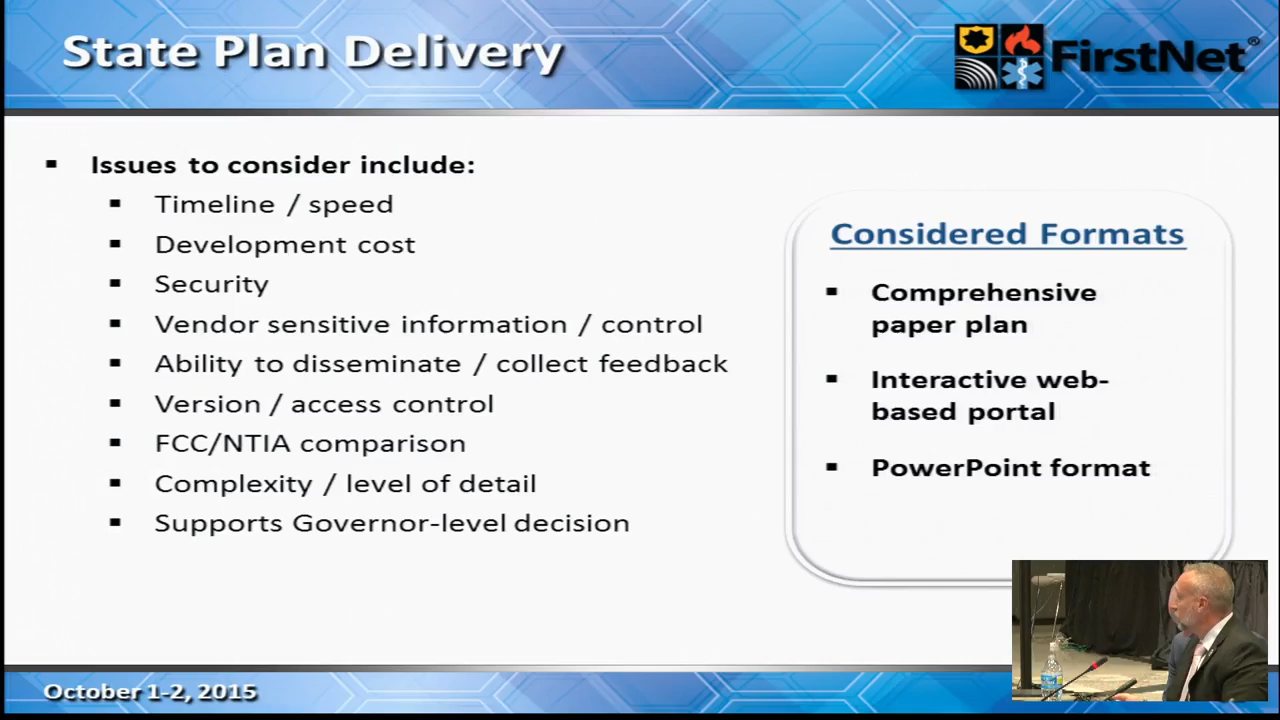 State Plan Delivery
FirstNet®
Issues to consider include:
Timeline / speed
Development cost
Security
Vendor sensitive information / control
Ability to disseminate / collect feedback
Version / access control
FCC/NTIA comparison
Complexity / level of detail
Supports Governor-level decision
Considered Formats
Comprehensive
paper plan
Interactive web-
based portal
PowerPoint format
October 1-2, 2015